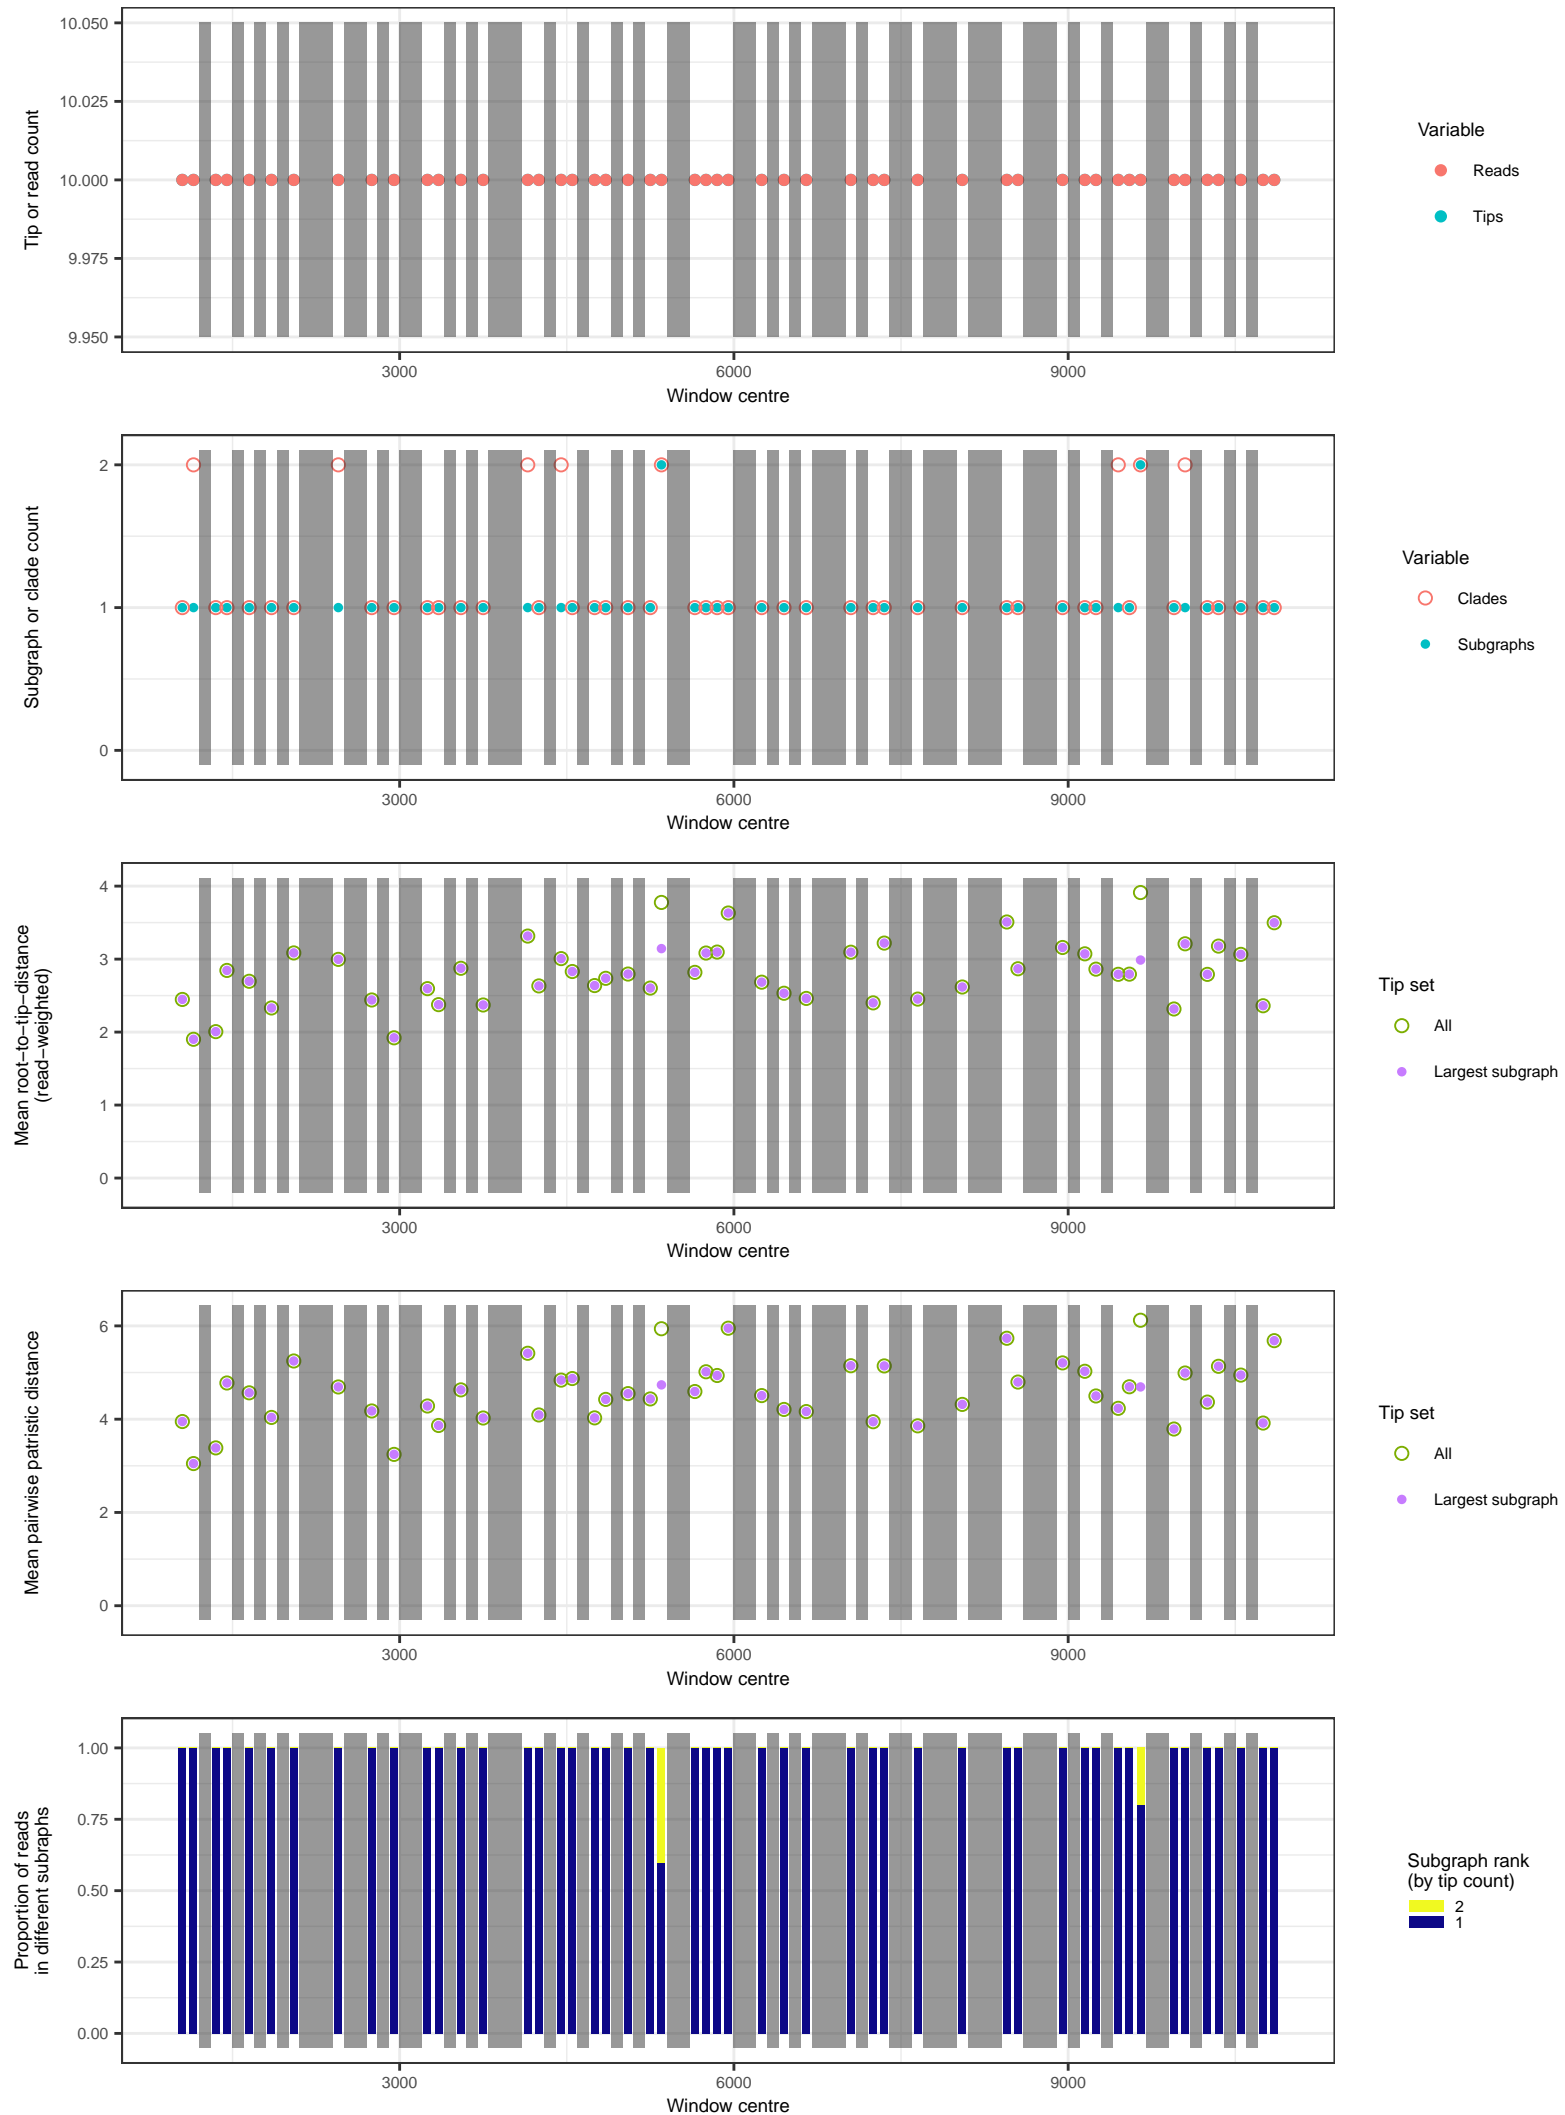 10.050
10.025
10.000
9.975
9.950
Tip or read count
3000
6000
9000
Window centre
Variable
Reads
Tips
2
1
0
Subgraph or clade count
3000
6000
9000
Window centre
Variable
Clades
Subgraphs
4
3
2
1
0
Mean root−to−tip−distance
(read−weighted)
3000
6000
9000
Window centre
Tip set
All
Largest subgraph
6
4
2
0
Mean pairwise patristic distance
3000
6000
9000
Window centre
Tip set
All
Largest subgraph
1.00
0.75
0.50
0.25
0.00
Proportion of reads
in different subraphs
3000
6000
9000
Window centre
Subgraph rank
(by tip count)
2
1